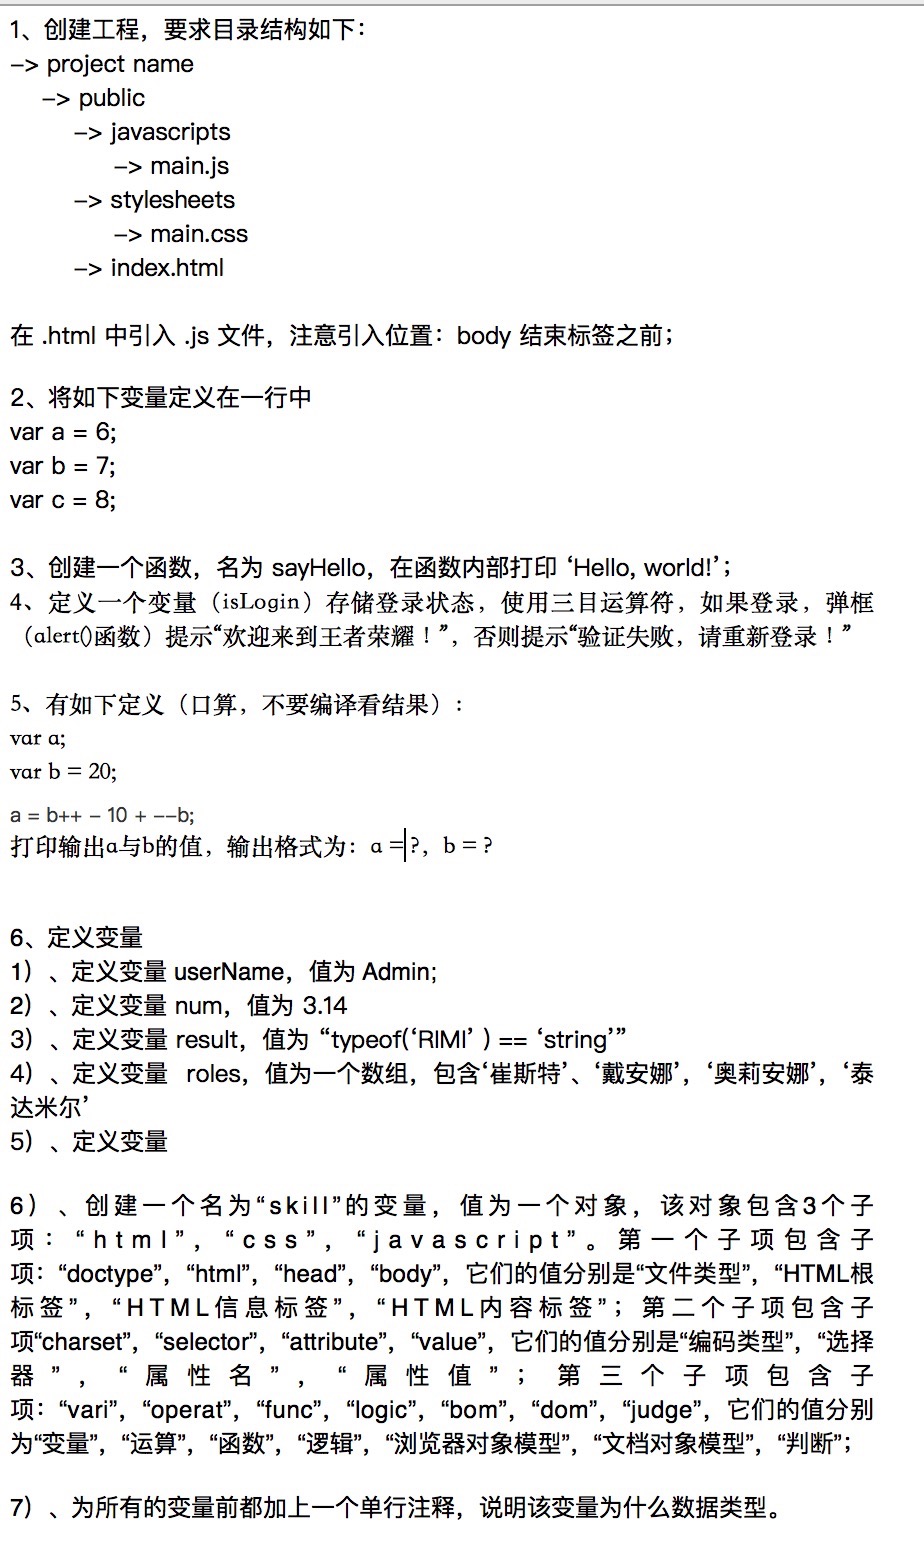 1、创建工程，要求目录结构如下：
–> project name
–> public
–> javascripts
–> main.js
–> stylesheets
–> main.css
–> index.html
在 .html 中引入 .js 文件，注意引入位置：body 结束标签之前；
2、将如下变量定义在一行中
var a = 6;
var b = 7;
var c = 8;
3、创建一个函数，名为 sayHello，在函数内部打印 ‘Hello, world!’；
4、定义一个变量（isLogin）存储登录状态，使用三目运算符，如果登录，弹框
（alert()函数）提示“欢迎来到王者荣耀！”，否则提示“验证失败，请重新登录！”
5、有如下定义（口算，不要编译看结果）：
var a;
var b = 20;
a = b++ – 10 + ––b;
打印输出a与b的值，输出格式为：a = ?，b = ?
6、定义变量
1）、定义变量 userName，值为 Admin;
2）、定义变量 num，值为 3.14
3）、定义变量 result，值为 “typeof(‘RIMI’ ) == ‘string’”
4）、定义变量 roles，值为一个数组，包含‘崔斯特’、‘戴安娜’，‘奥莉安娜’，‘泰
达米尔’
5）、定义变量
6）、创建一个名为“skill”的变量，值为一个对象，该对象包含3个子
项：“html”，“css”，“javascript”。第一个子项包含子
项：“doctype”，“html”，“head”，“body”，它们的值分别是“文件类型”，“HTML根
标签”，“HTML信息标签”，“HTML内容标签”；第二个子项包含子
项“charset”，“selector”，“attribute”，“value”，它们的值分别是“编码类型”，“选择
器”，“属性名”，“属性值”；第三个子项包含子
项：“vari”，“operat”，“func”，“logic”，“bom”，“dom”，“judge”，它们的值分别
为“变量”，“运算”，“函数”，“逻辑”，“浏览器对象模型”，“文档对象模型”，“判断”；
7）、为所有的变量前都加上一个单行注释，说明该变量为什么数据类型。